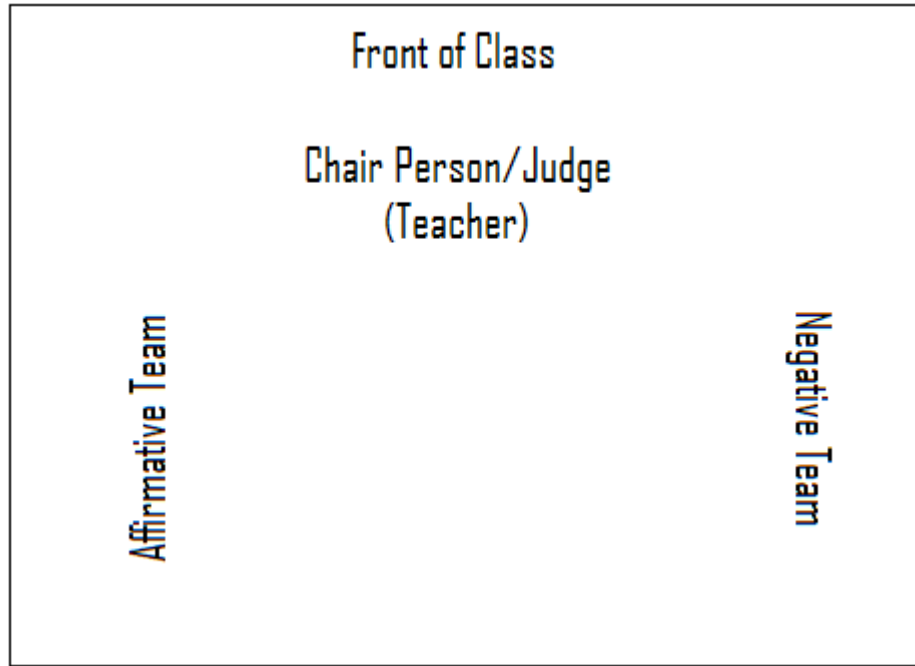 Front of Class
Chair Person/Judge
(Teacher)
Affirmative Team
Negative Team